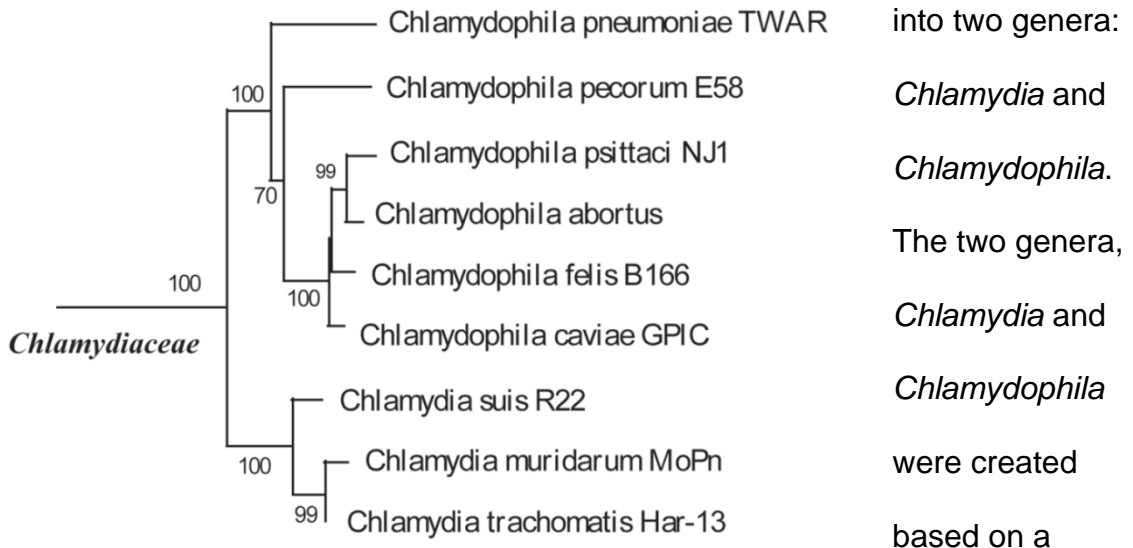 Chlamydophila pneumoniae TWAR
100
Chlamydophila pecorum E58
Chlamydophila psittaci NJ1
99
70
Chlamydophila abortus
Chlamydophila felis B166
100
100
Chlamydophila caviae GPIC
Chlamydiaceae
Chlamydia suis R22
100
Chlamydia muridarum MoPn
99
Chlamydia trachomatis Har-13
into two genera:
Chlamydia and
Chlamydophila.
The two genera,
Chlamydia and
Chlamydophila
were created
based on a